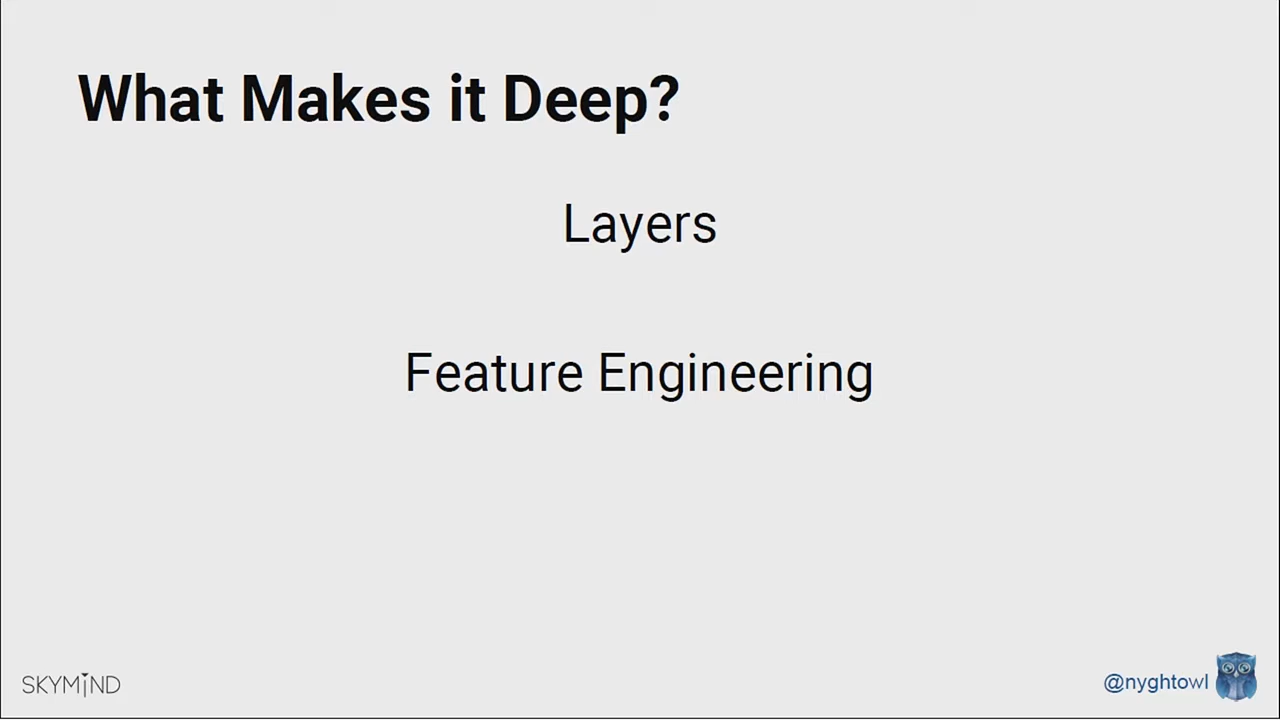 What Makes it Deep?
Layers
Feature Engineering
SKYMIND
@nyghtowl